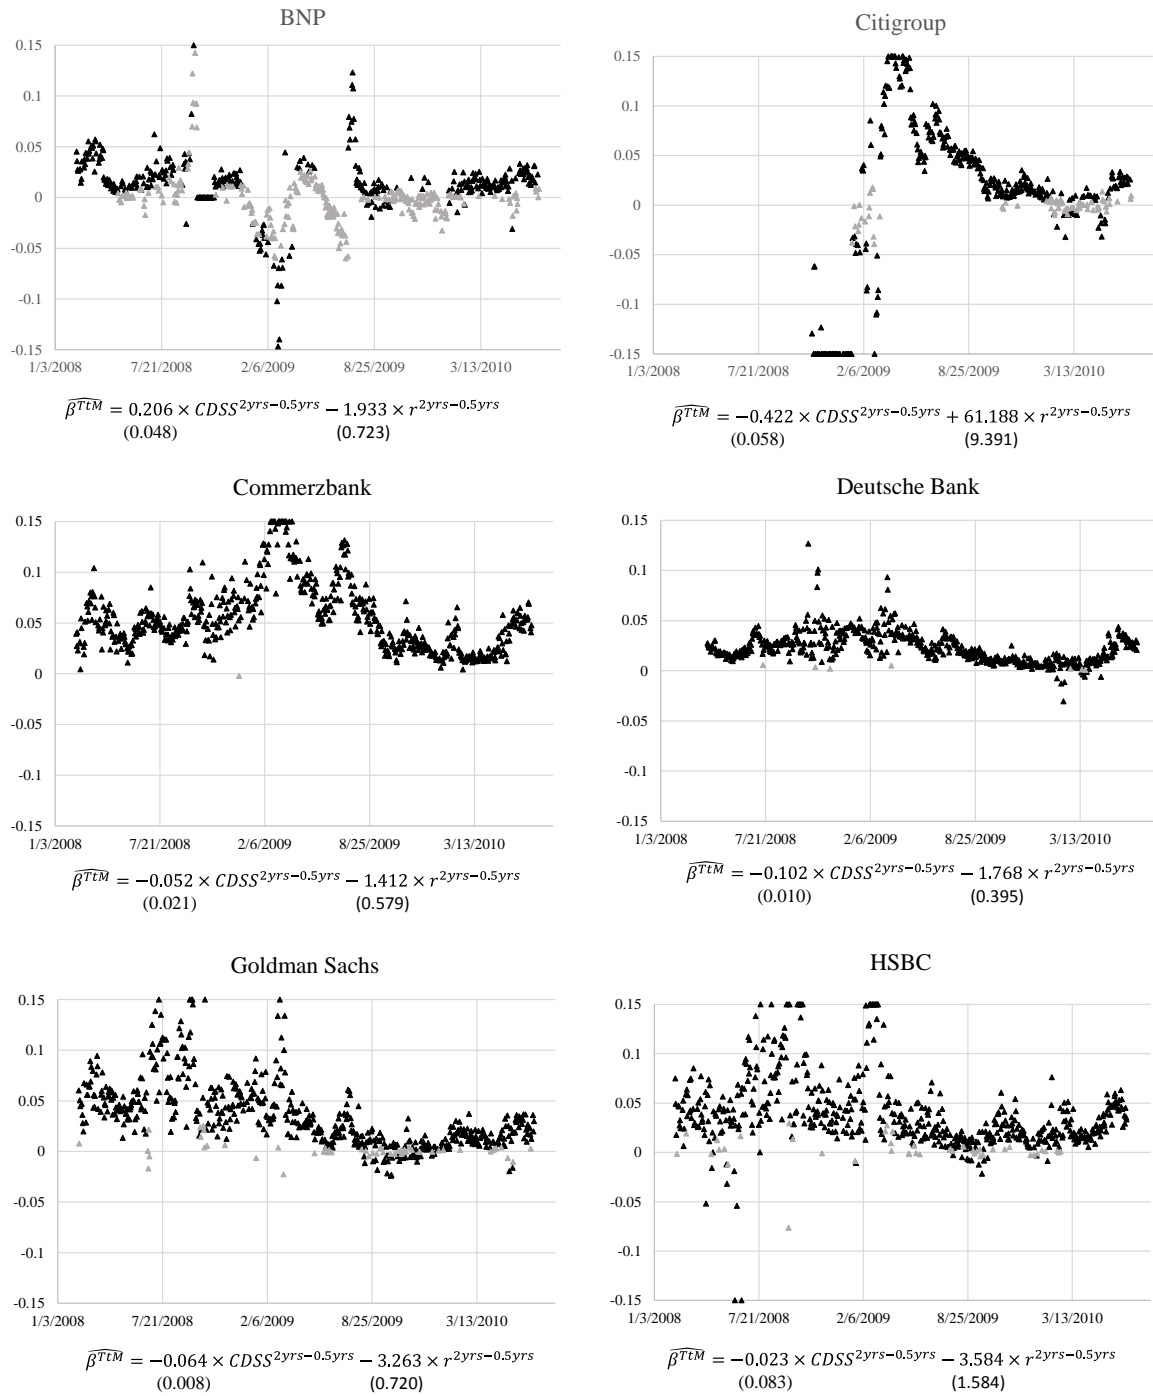 BNP
0.15
0.1
0.05
0
-0.05
-0.1
-0.15
1/3/2008 7/21/2008 2/6/2009 8/25/2009 3/13/2010
\widehat{β^{TtM}} = 0.206 × CDSS^{2yrs−0.5yrs} − 1.933 × r^{2yrs−0.5yrs}
(0.048) (0.723)
Citigroup
0.15
0.1
0.05
0
-0.05
-0.1
-0.15
1/3/2008 7/21/2008 2/6/2009 8/25/2009 3/13/2010
\widehat{β^{TtM}} = −0.422 × CDSS^{2yrs−0.5yrs} + 61.188 × r^{2yrs−0.5yrs}
(0.058) (9.391)
Commerzbank
0.15
0.1
0.05
0
-0.05
-0.1
-0.15
1/3/2008 7/21/2008 2/6/2009 8/25/2009 3/13/2010
\widehat{β^{TtM}} = −0.052 × CDSS^{2yrs−0.5yrs} − 1.412 × r^{2yrs−0.5yrs}
(0.021) (0.579)
Deutsche Bank
0.15
0.1
0.05
0
-0.05
-0.1
-0.15
1/3/2008 7/21/2008 2/6/2009 8/25/2009 3/13/2010
\widehat{β^{TtM}} = −0.102 × CDSS^{2yrs−0.5yrs} − 1.768 × r^{2yrs−0.5yrs}
(0.010) (0.395)
Goldman Sachs
0.15
0.1
0.05
0
-0.05
-0.1
-0.15
1/3/2008 7/21/2008 2/6/2009 8/25/2009 3/13/2010
\widehat{β^{TtM}} = −0.064 × CDSS^{2yrs−0.5yrs} − 3.263 × r^{2yrs−0.5yrs}
(0.008) (0.720)
HSBC
0.15
0.1
0.05
0
-0.05
-0.1
-0.15
1/3/2008 7/21/2008 2/6/2009 8/25/2009 3/13/2010
\widehat{β^{TtM}} = −0.023 × CDSS^{2yrs−0.5yrs} − 3.584 × r^{2yrs−0.5yrs}
(0.083) (1.584)